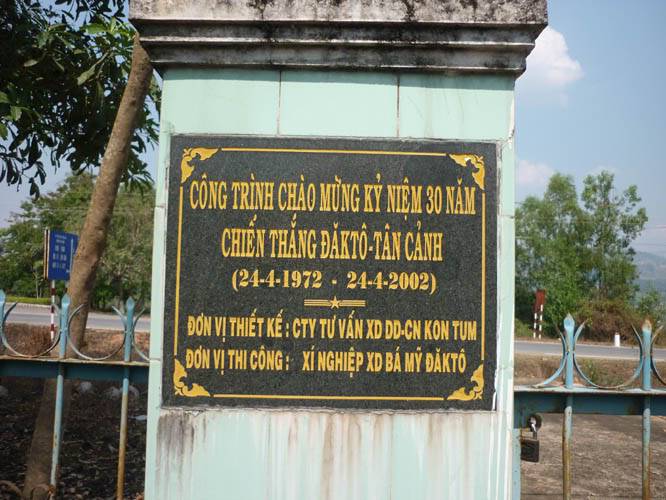 CÔNG TRÌNH CHÀO MỪNG KỶ NIỆM 30 NĂM
CHIẾN THẮNG ĐĂKTÔ-TÂN CẢNH
(24-4-1972 - 24-4-2002)
ĐƠN VỊ THIẾT KẾ : CTY TƯ VẤN XD DD-CN KON TUM
ĐƠN VỊ THI CÔNG : XÍ NGHIỆP XD BÁ MỸ ĐĂKTÔ